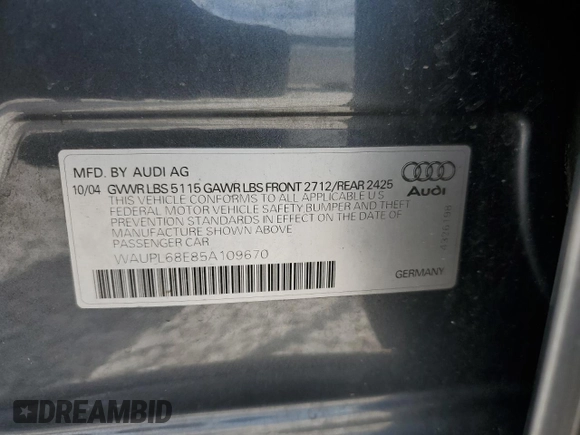 MFD. BY AUDI AG
10/04 GVWR LBS 5115 GAWR LBS FRONT 2712/REAR 2425
THIS VEHICLE CONFORMS TO ALL APPLICABLE U S
FEDERAL MOTOR VEHICLE SAFETY BUMPER AND THEFT
PREVENTION STANDARDS IN EFFECT ON THE DATE OF
MANUFACTURE SHOWN ABOVE
PASSENGER CAR
WAUPL68E85A109670
Audi
GERMANY
DREAMBID